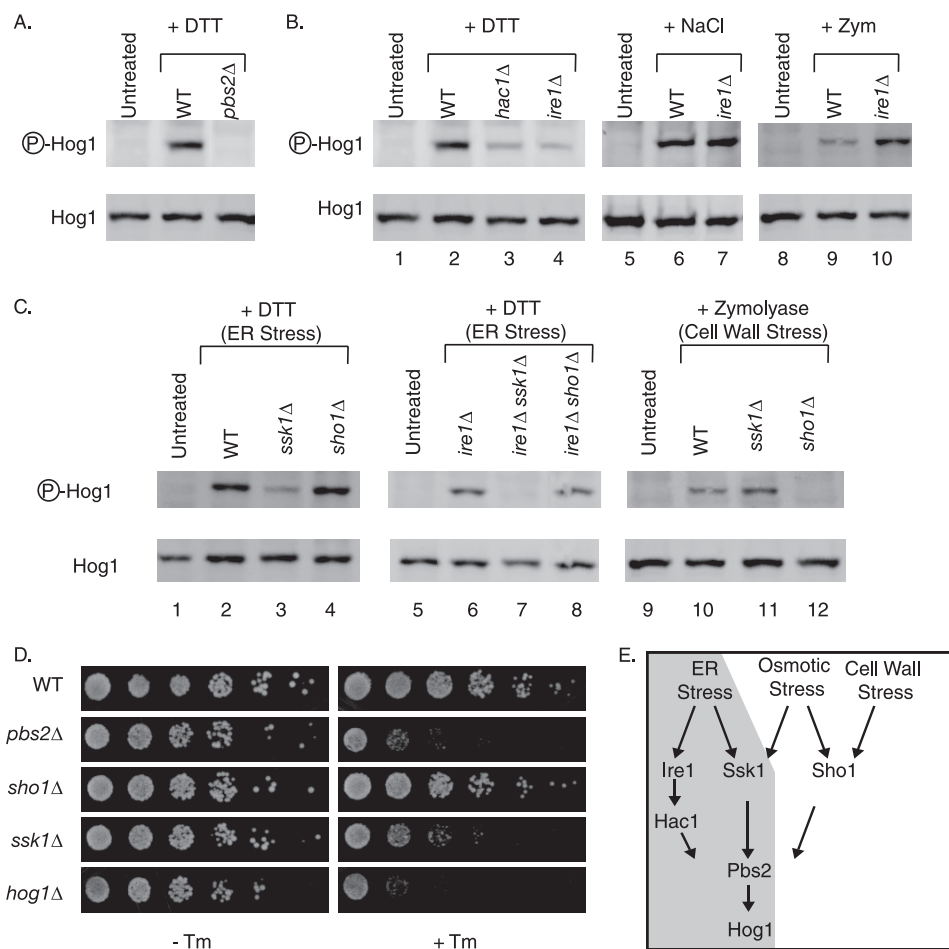 A.
+ DTT
Untreated
WT
pbs2Δ
Ⓟ-Hog1
Hog1
B.
+ DTT
+ NaCl
+ Zym
Untreated
WT
hac1Δ
ire1Δ
Untreated
WT
ire1Δ
Untreated
WT
ire1Δ
Ⓟ-Hog1
Hog1
1 2 3 4 5 6 7 8 9 10
C.
+ DTT
(ER Stress)
+ DTT
(ER Stress)
+ Zymolyase
(Cell Wall Stress)
Untreated
WT
ssk1Δ
sho1Δ
Untreated
ire1Δ
ire1Δ ssk1Δ
ire1Δ sho1Δ
Untreated
WT
ssk1Δ
sho1Δ
Ⓟ-Hog1
Hog1
1 2 3 4 5 6 7 8 9 10 11 12
D.
WT
pbs2Δ
sho1Δ
ssk1Δ
hog1Δ
- Tm
+ Tm
E.
ER
Stress
Osmotic
Stress
Cell Wall
Stress
Ire1
Ssk1
Sho1
Hac1
Pbs2
Hog1